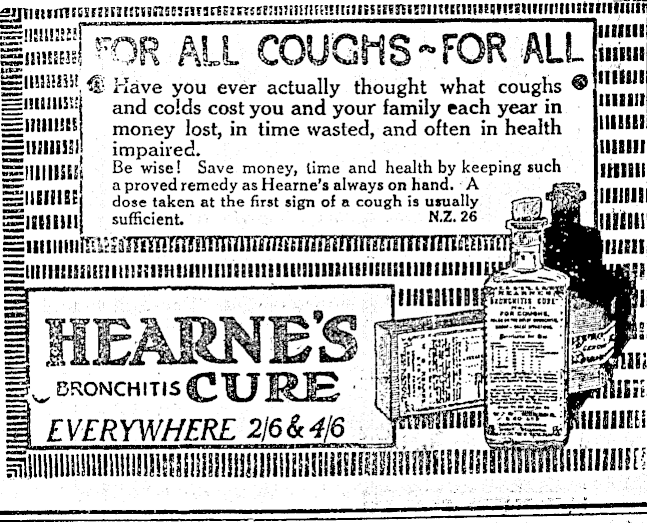 FOR ALL COUGHS ~ FOR ALL
Have you ever actually thought what coughs
and colds cost you and your family each year in
money lost, in time wasted, and often in health
impaired.
Be wise! Save money, time and health by keeping such
a proved remedy as Hearne's always on hand. A
dose taken at the first sign of a cough is usually
sufficient. N.Z. 26
HEARNE'S
BRONCHITIS CURE
FOR COUGHS,
HEARNE'S
BRONCHITIS CURE
EVERYWHERE 2/6 & 4/6